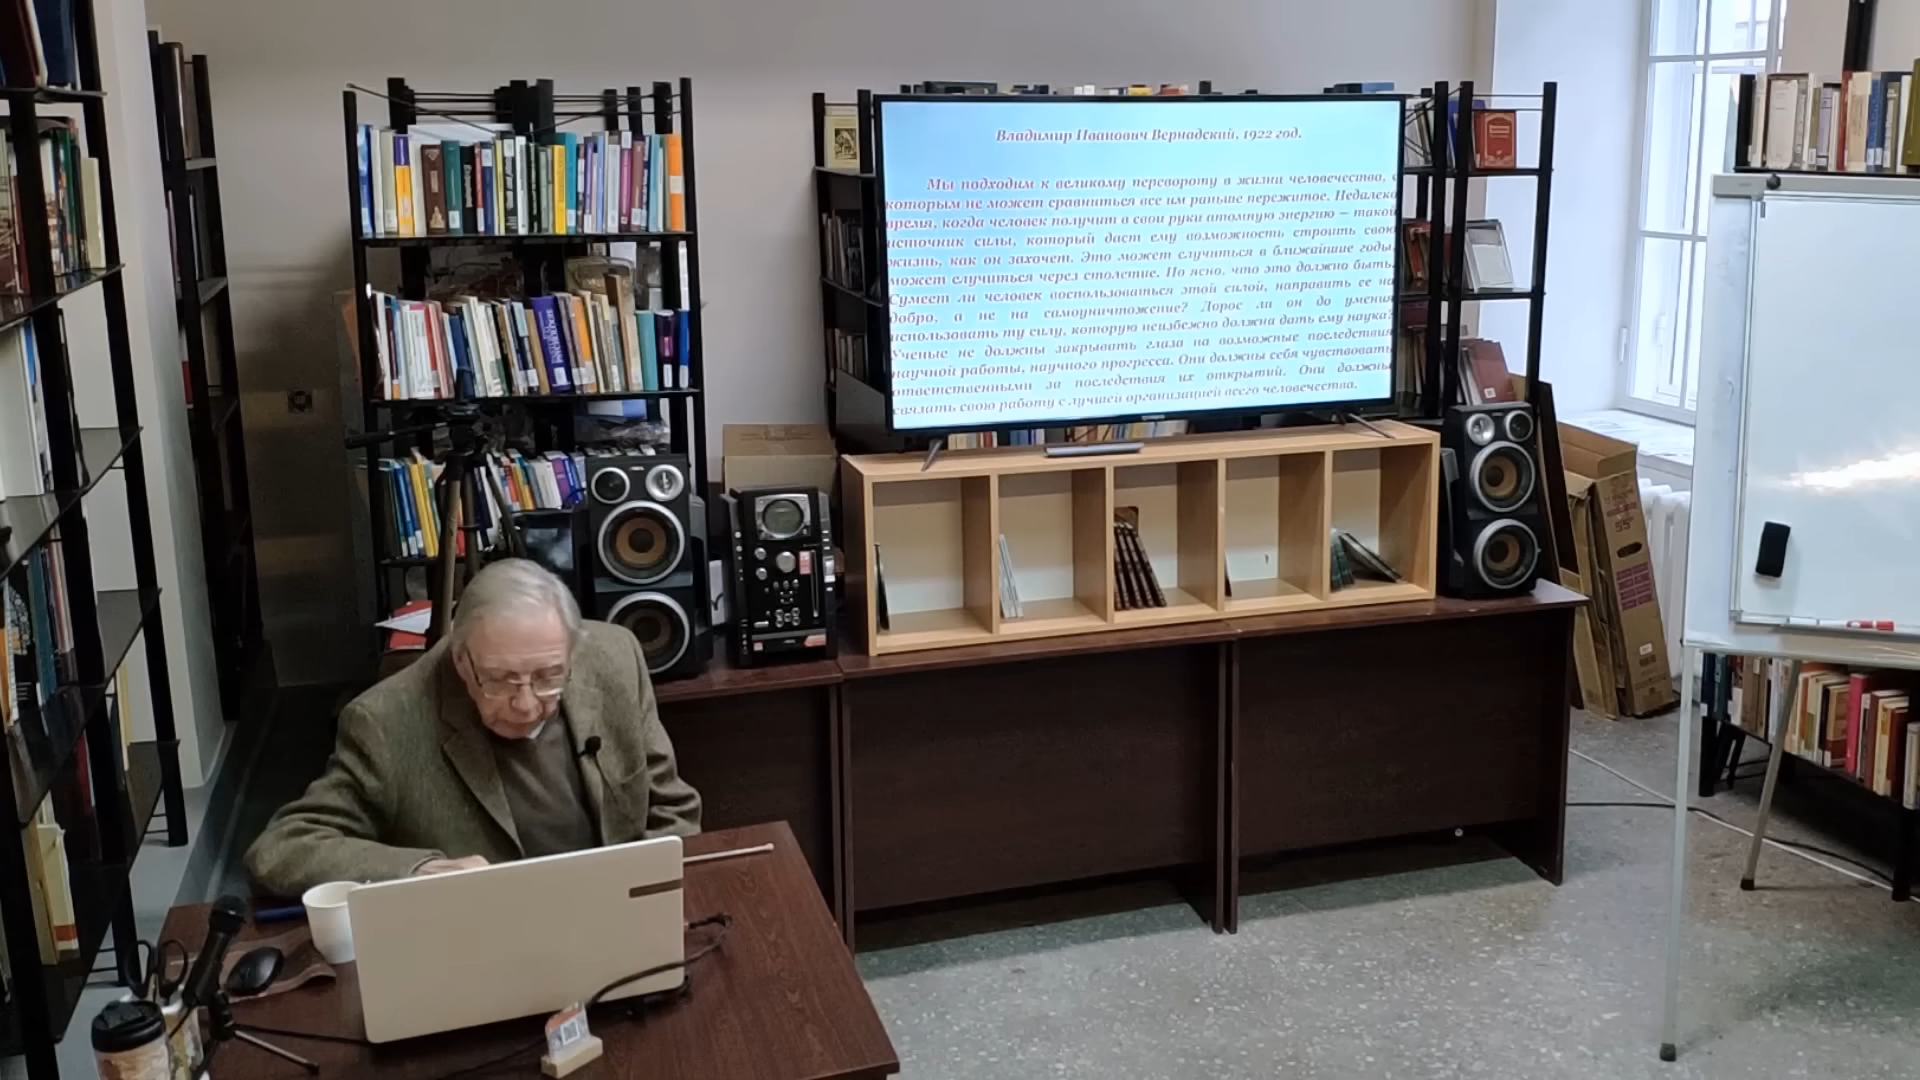 Владимир Иванович Вернадский, 1922 год.
Мы подходим к великому перевороту в жизни человечества, с
которым не может сравниться все им раньше пережитое. Недалеко
время, когда человек получит в свои руки атомную энергию – такой
источник силы, который даст ему возможность строить свою
жизнь, как он захочет. Это может случиться в ближайшие годы,
может случиться через столетие. Но ясно, что это должно быть.
Сумеет ли человек воспользоваться этой силой, направить ее на
добро, а не на самоуничтожение? Дорос ли он до умения
использовать ту силу, которую неизбежно должна дать ему наука?
Ученые не должны закрывать глаза на возможные последствия
научной работы, научного прогресса. Они должны себя чувствовать
ответственными за последствия их открытий. Они должны
связать свою работу с лучшей организацией всего человечества.